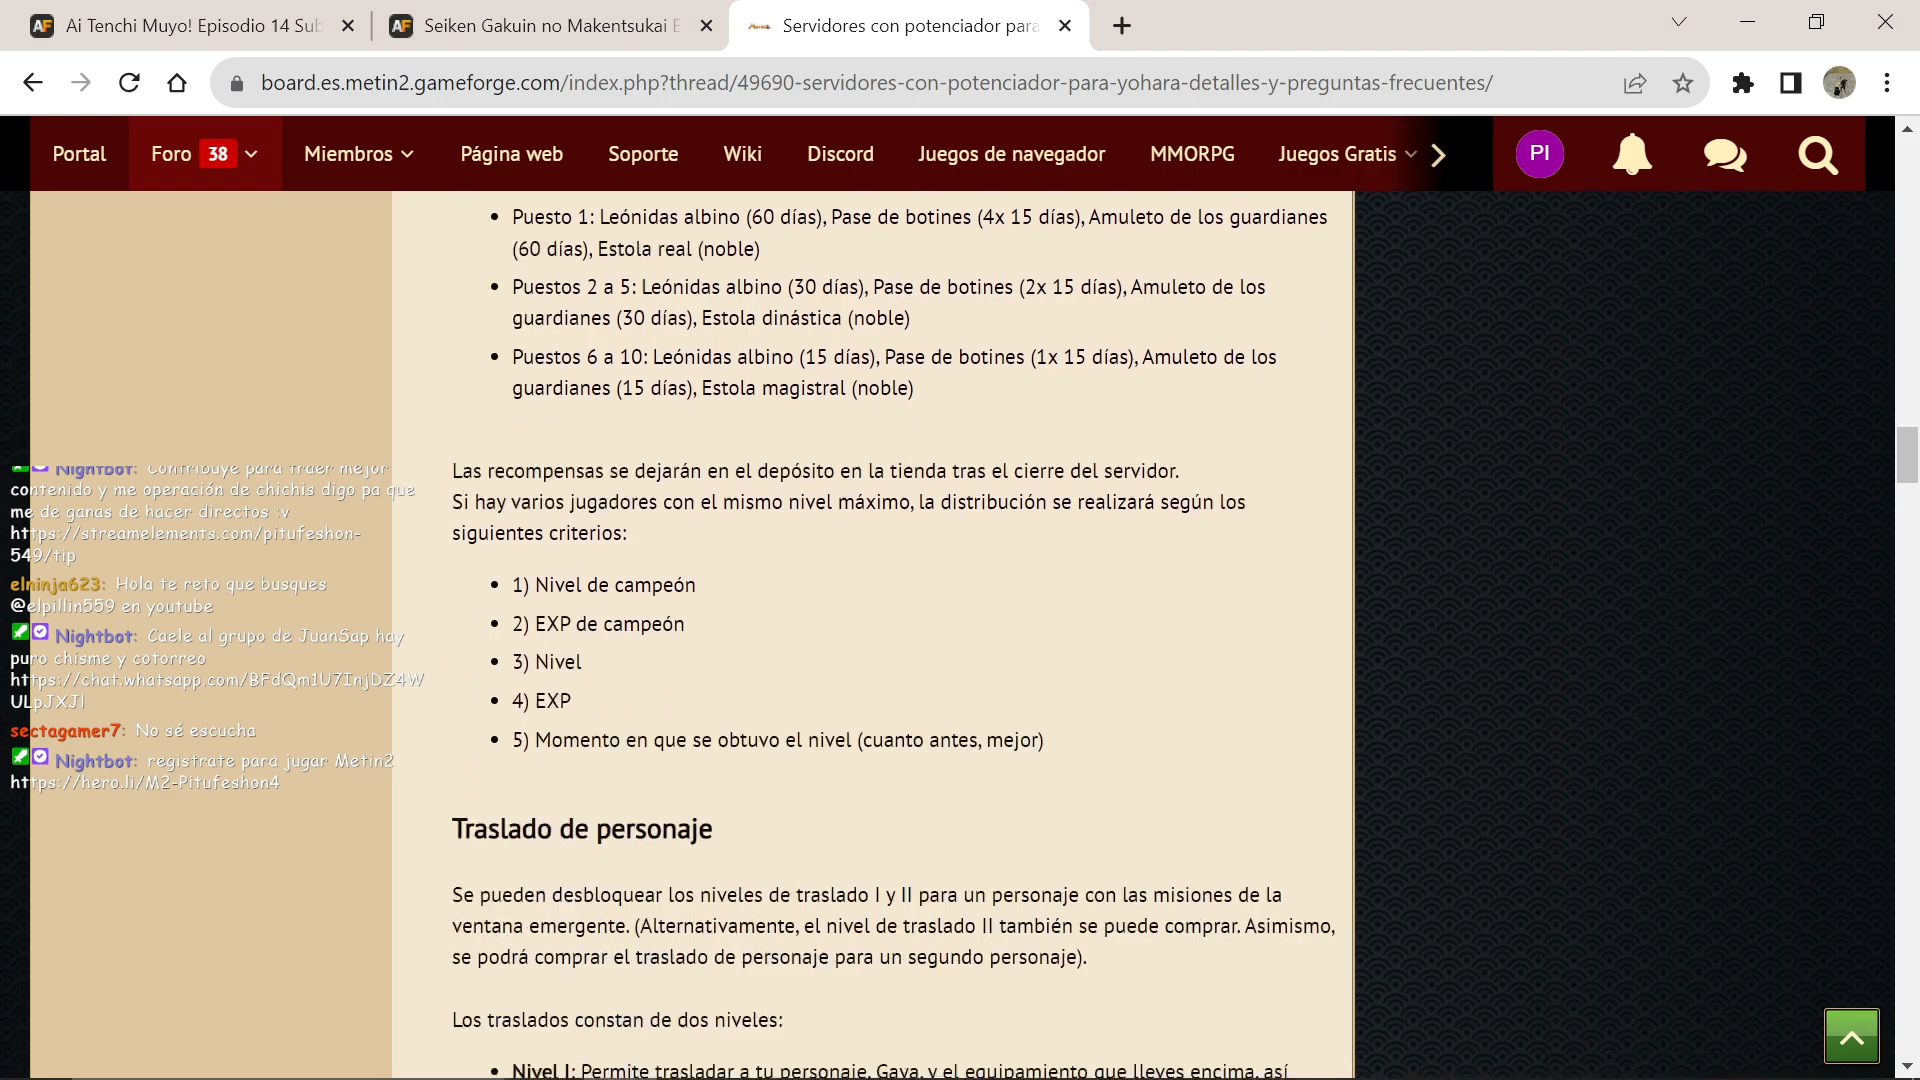 Ai Tenchi Muyo! Episodio 14 Sub
Seiken Gakuin no Makentsukai E
Servidores con potenciador para
board.es.metin2.gameforge.com/index.php?thread/49690-servidores-con-potenciador-para-yohara-detalles-y-preguntas-frecuentes/
Portal
Foro 38
Miembros
Página web
Soporte
Wiki
Discord
Juegos de navegador
MMORPG
Juegos Gratis
PI
• Puesto 1: Leónidas albino (60 días), Pase de botines (4x 15 días), Amuleto de los guardianes
(60 días), Estola real (noble)
• Puestos 2 a 5: Leónidas albino (30 días), Pase de botines (2x 15 días), Amuleto de los
guardianes (30 días), Estola dinástica (noble)
• Puestos 6 a 10: Leónidas albino (15 días), Pase de botines (1x 15 días), Amuleto de los
guardianes (15 días), Estola magistral (noble)
Las recompensas se dejarán en el depósito en la tienda tras el cierre del servidor.
Si hay varios jugadores con el mismo nivel máximo, la distribución se realizará según los
siguientes criterios:
• 1) Nivel de campeón
• 2) EXP de campeón
• 3) Nivel
• 4) EXP
• 5) Momento en que se obtuvo el nivel (cuanto antes, mejor)
Traslado de personaje
Se pueden desbloquear los niveles de traslado I y II para un personaje con las misiones de la
ventana emergente. (Alternativamente, el nivel de traslado II también se puede comprar. Asimismo,
se podrá comprar el traslado de personaje para un segundo personaje).
Los traslados constan de dos niveles:
• Nivel I: Permite trasladar a tu personaje, Gaya, y el equipamiento que lleves encima, así
Nightbot: Contribuye para traer mejor
contenido y me operación de chichis digo pa que
me de ganas de hacer directos :v
https://streamelements.com/pitufeshon-
549/tip
elninja623: Hola te reto que busques
@elpillin559 en youtube
Nightbot: Caele al grupo de JuanSap hay
puro chisme y cotorreo
https://chat.whatsapp.com/BFdQm1U7InjDZ4W
ULpJXJl
sectagamer7: No sé escucha
Nightbot: registrate para jugar Metin2
https://hero.li/M2-Pitufeshon4